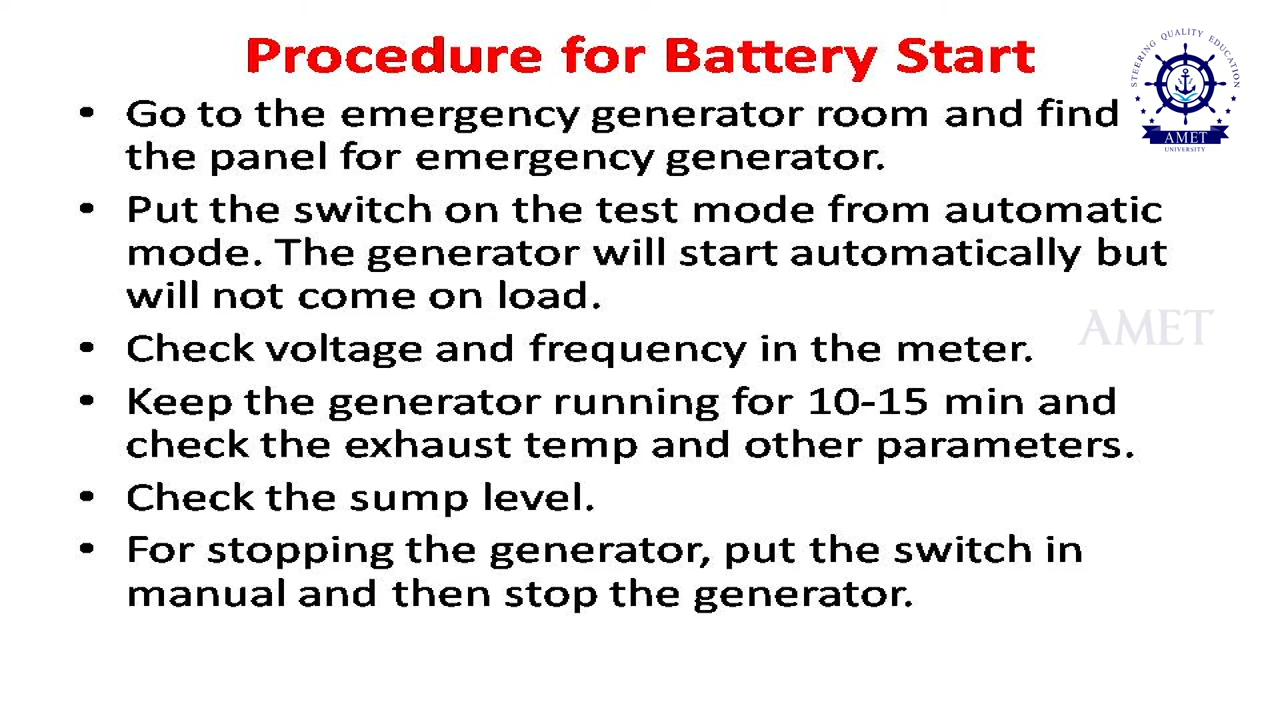 Procedure for Battery Start
STEERING QUALITY EDUCATION
AMET
UNIVERSITY
• Go to the emergency generator room and find
the panel for emergency generator.
• Put the switch on the test mode from automatic
mode. The generator will start automatically but
will not come on load.
AMET
• Check voltage and frequency in the meter.
• Keep the generator running for 10-15 min and
check the exhaust temp and other parameters.
• Check the sump level.
• For stopping the generator, put the switch in
manual and then stop the generator.